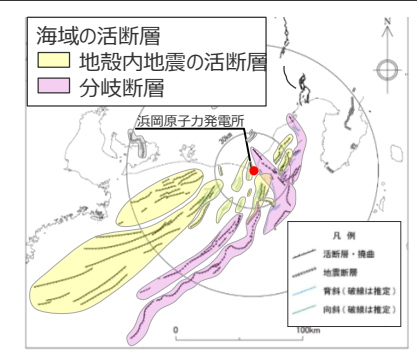 海域の活断層
地殻内地震の活断層
分岐断層
浜岡原子力発電所
30km
N
凡 例
活断層・撓曲
地震断層
背斜(破線は推定)
向斜(破線は推定)
0 100km